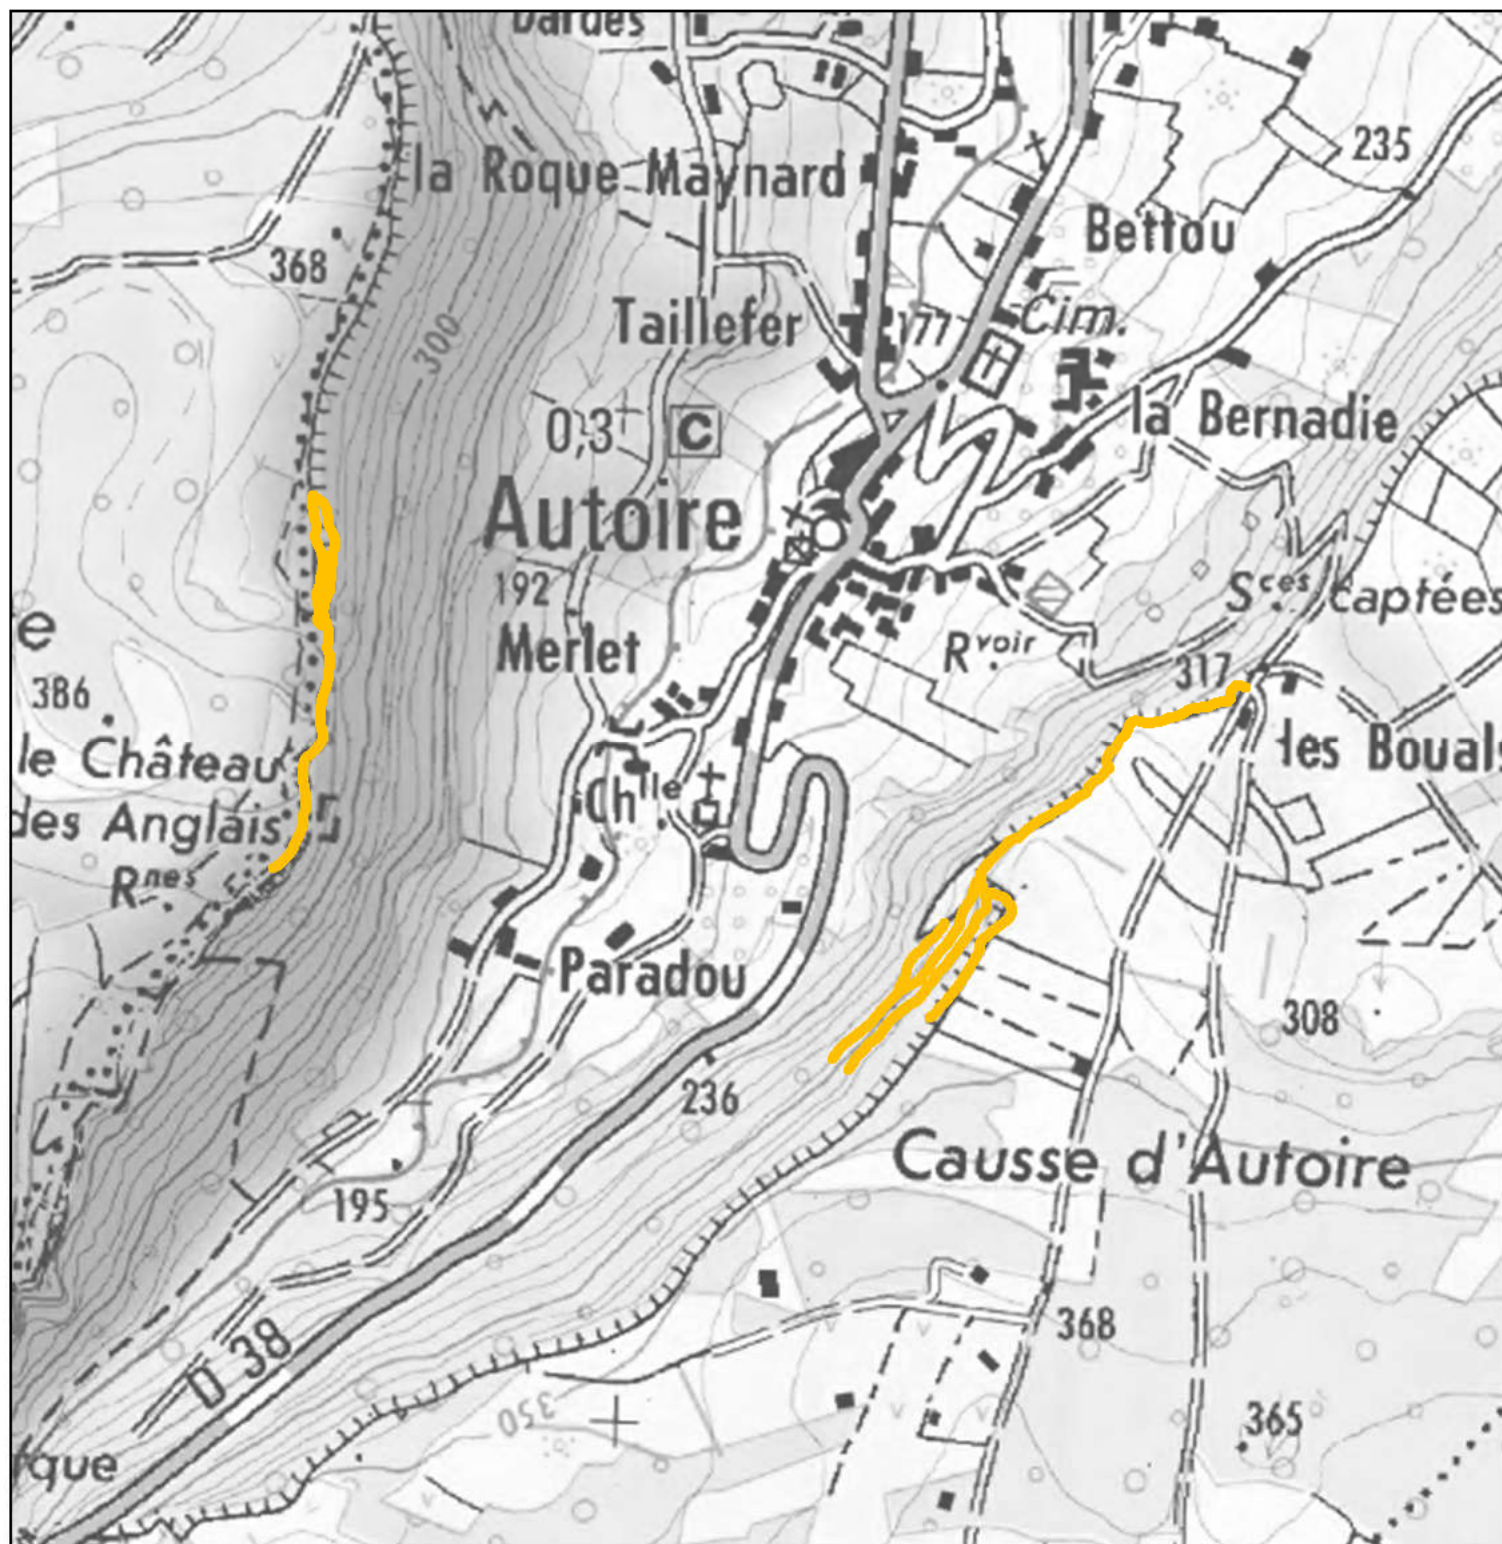 Dardes
la Roque Maynard
235
Bettou
368
Cim.
Taillefer
177
300
la Bernadie
0,3
C
Autoire
192
Sces captées
e
Merlet
Rvoir
317
386
les Bouals
le Château
Chlle
des Anglais
Rnes
Paradou
308
236
Causse d'Autoire
195
368
D 38
350
365
rque